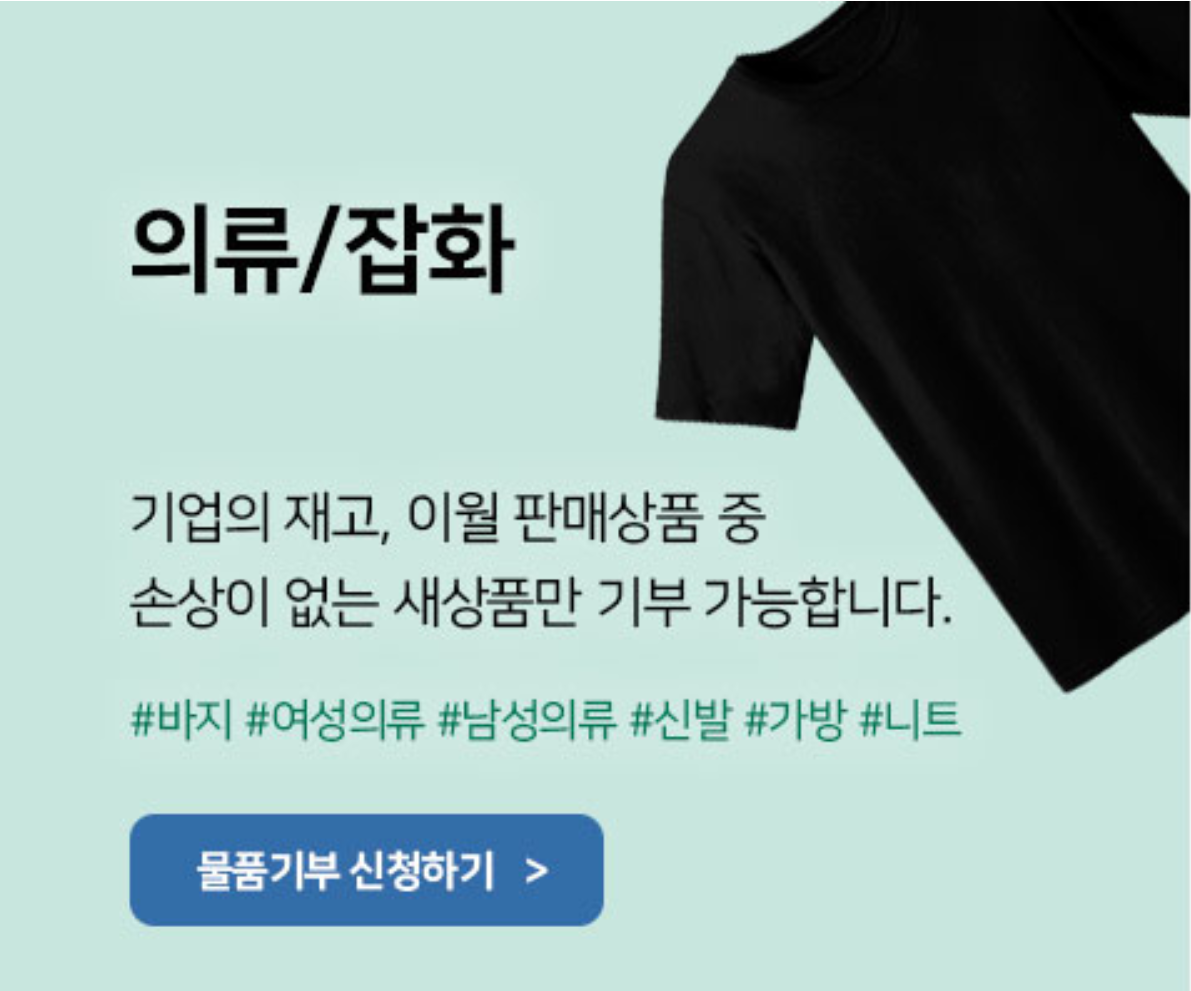 의류/잡화
기업의 재고, 이월 판매상품 중
손상이 없는 새상품만 기부 가능합니다.
#바지 #여성의류 #남성의류 #신발 #가방 #니트
물품기부 신청하기 >